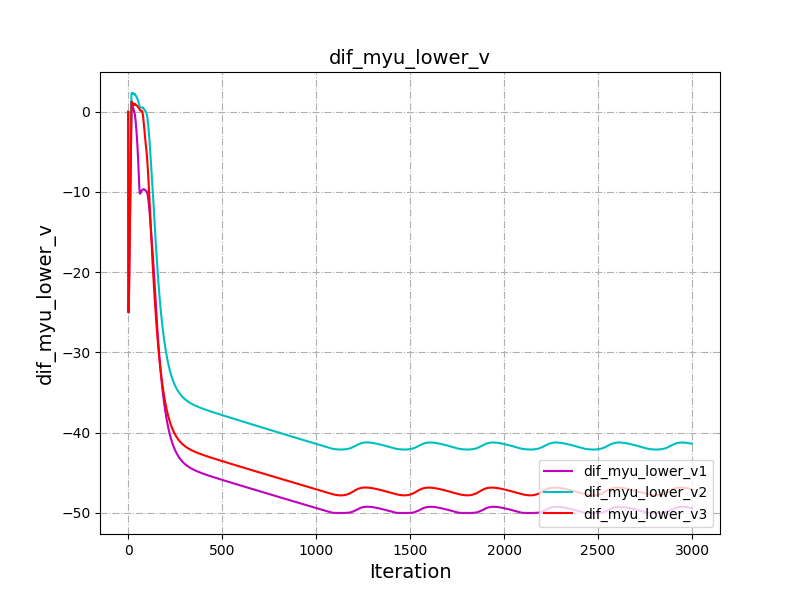 dif_myu_lower_v
dif_myu_lower_v
0
−10
−20
−30
−40
−50
0
500
1000
1500
2000
2500
3000
Iteration
dif_myu_lower_v1
dif_myu_lower_v2
dif_myu_lower_v3